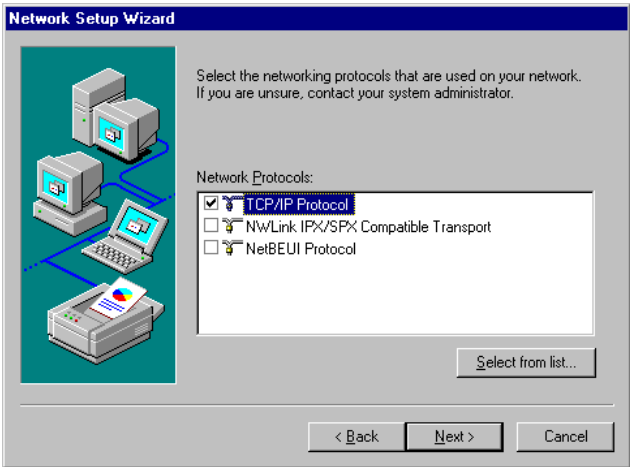 Network Setup Wizard
Select the networking protocols that are used on your network.
If you are unsure, contact your system administrator.
Network Protocols:
TCP/IP Protocol
NWLink IPX/SPX Compatible Transport
NetBEUI Protocol
Select from list...
< Back
Next >
Cancel